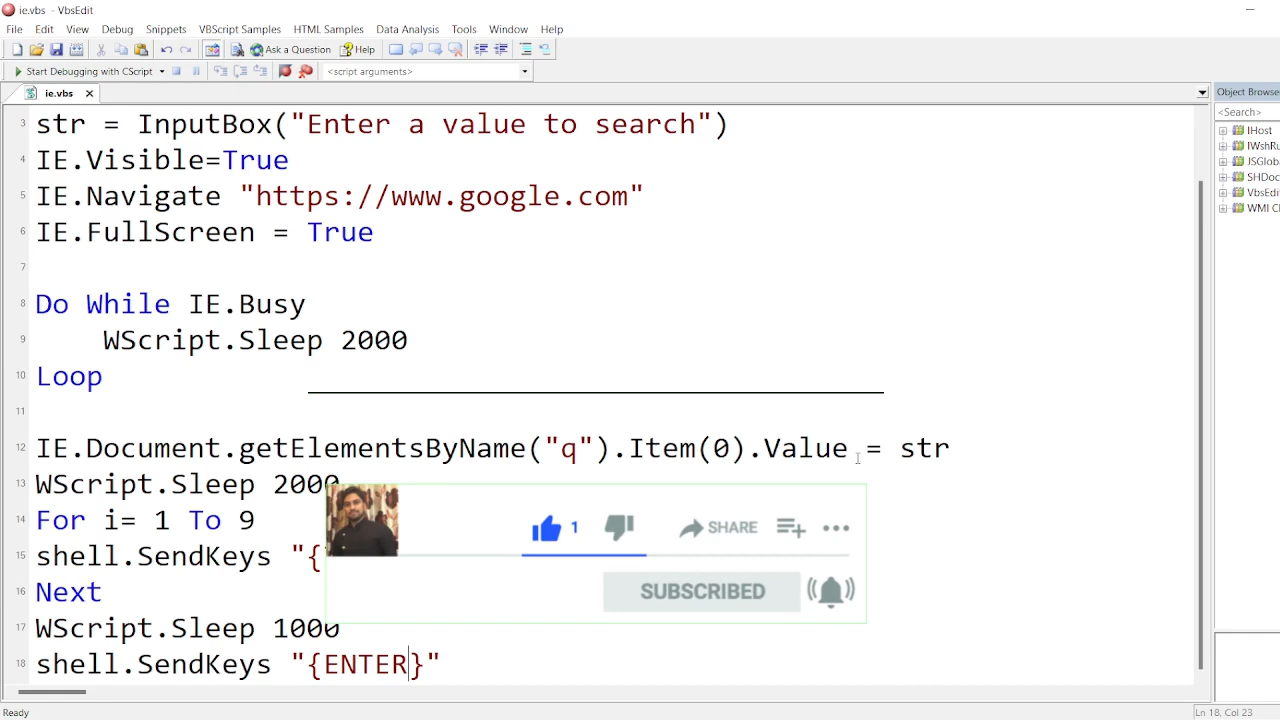 ie.vbs - VbsEdit
File Edit View Debug Snippets VBScript Samples HTML Samples Data Analysis Tools Window Help
Ask a Question Help
Start Debugging with CScript <script arguments>
ie.vbs
Object Browse
<Search>
IHost
IWshRu
JSGloba
SHDoc
VbsEdi
WMI Cl
3 str = InputBox("Enter a value to search")
4 IE.Visible=True
5 IE.Navigate "https://www.google.com"
6 IE.FullScreen = True
7
8 Do While IE.Busy
9 WScript.Sleep 2000
10 Loop
11
12 IE.Document.getElementsByName("q").Item(0).Value = str
13 WScript.Sleep 2000
14 For i= 1 To 9
15 shell.SendKeys "{
16 Next
17 WScript.Sleep 1000
18 shell.SendKeys "{ENTER}"
1 SHARE
SUBSCRIBED
Ready
Ln 18, Col 23